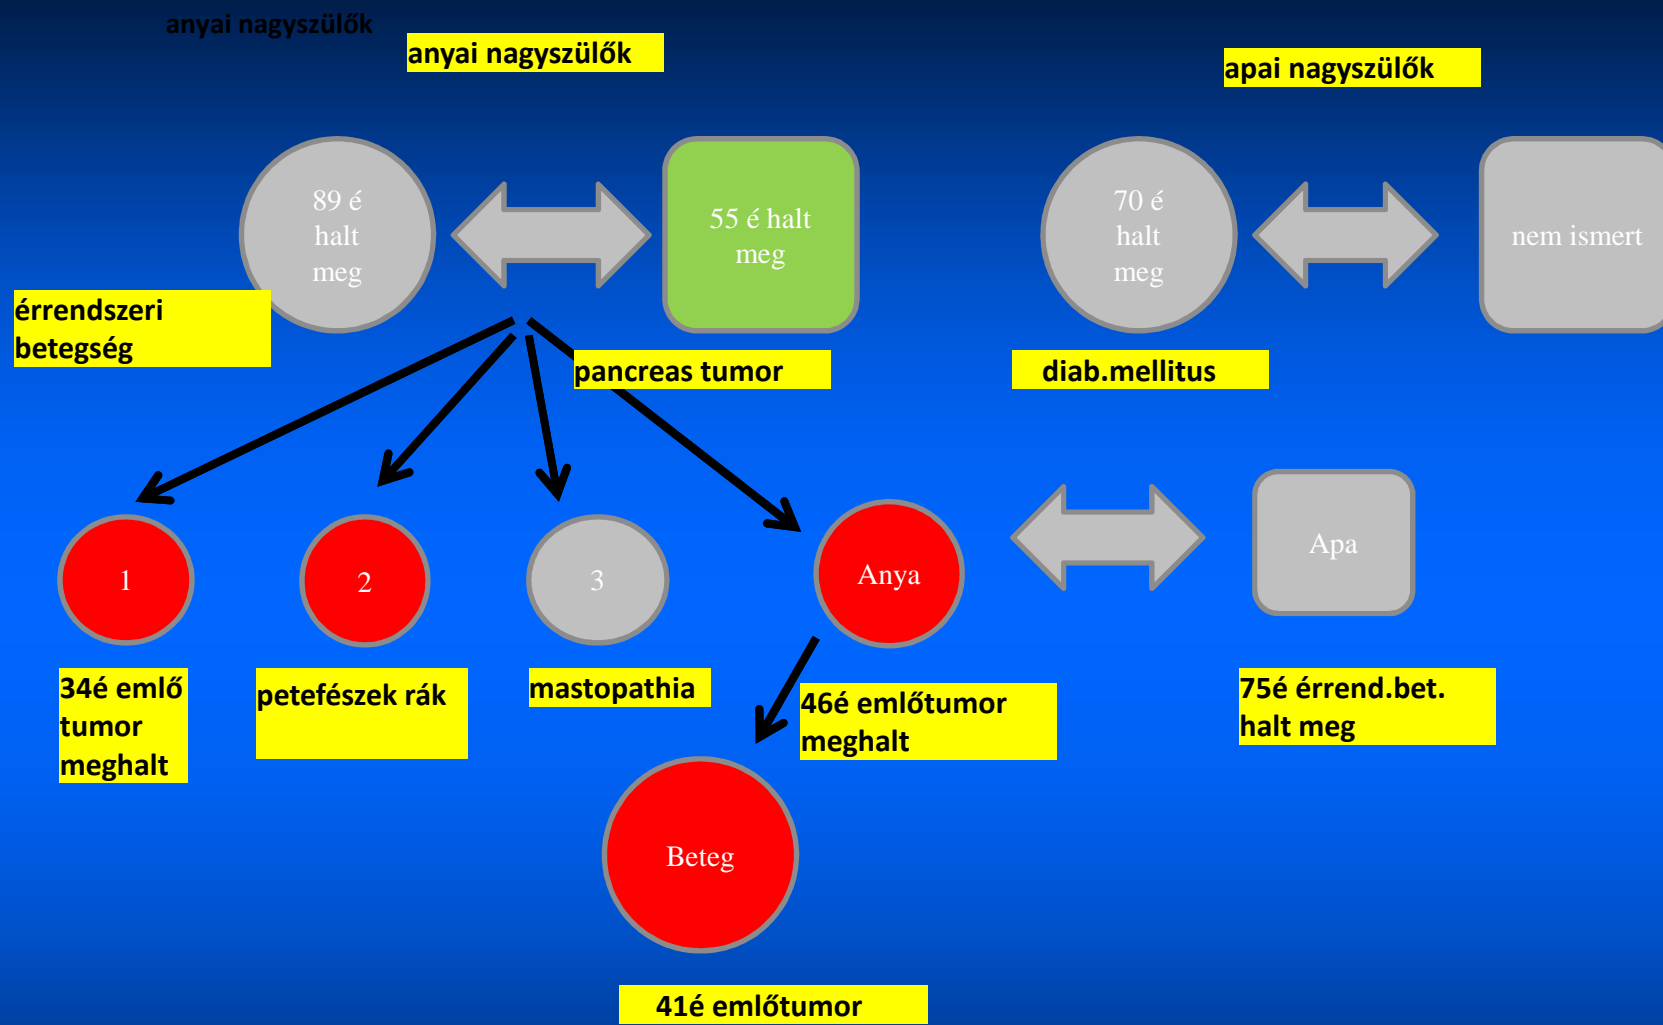 anyai nagyszülők
anyai nagyszülők
apai nagyszülők
89 é
halt
meg
55 é halt
meg
70 é
halt
meg
nem ismert
érrendszeri
betegség
pancreas tumor
diab.mellitus
1
2
3
Anya
Apa
34é emlő
tumor
meghalt
petefészek rák
mastopathia
46é emlőtumor
meghalt
75é érrend.bet.
halt meg
Beteg
41é emlőtumor